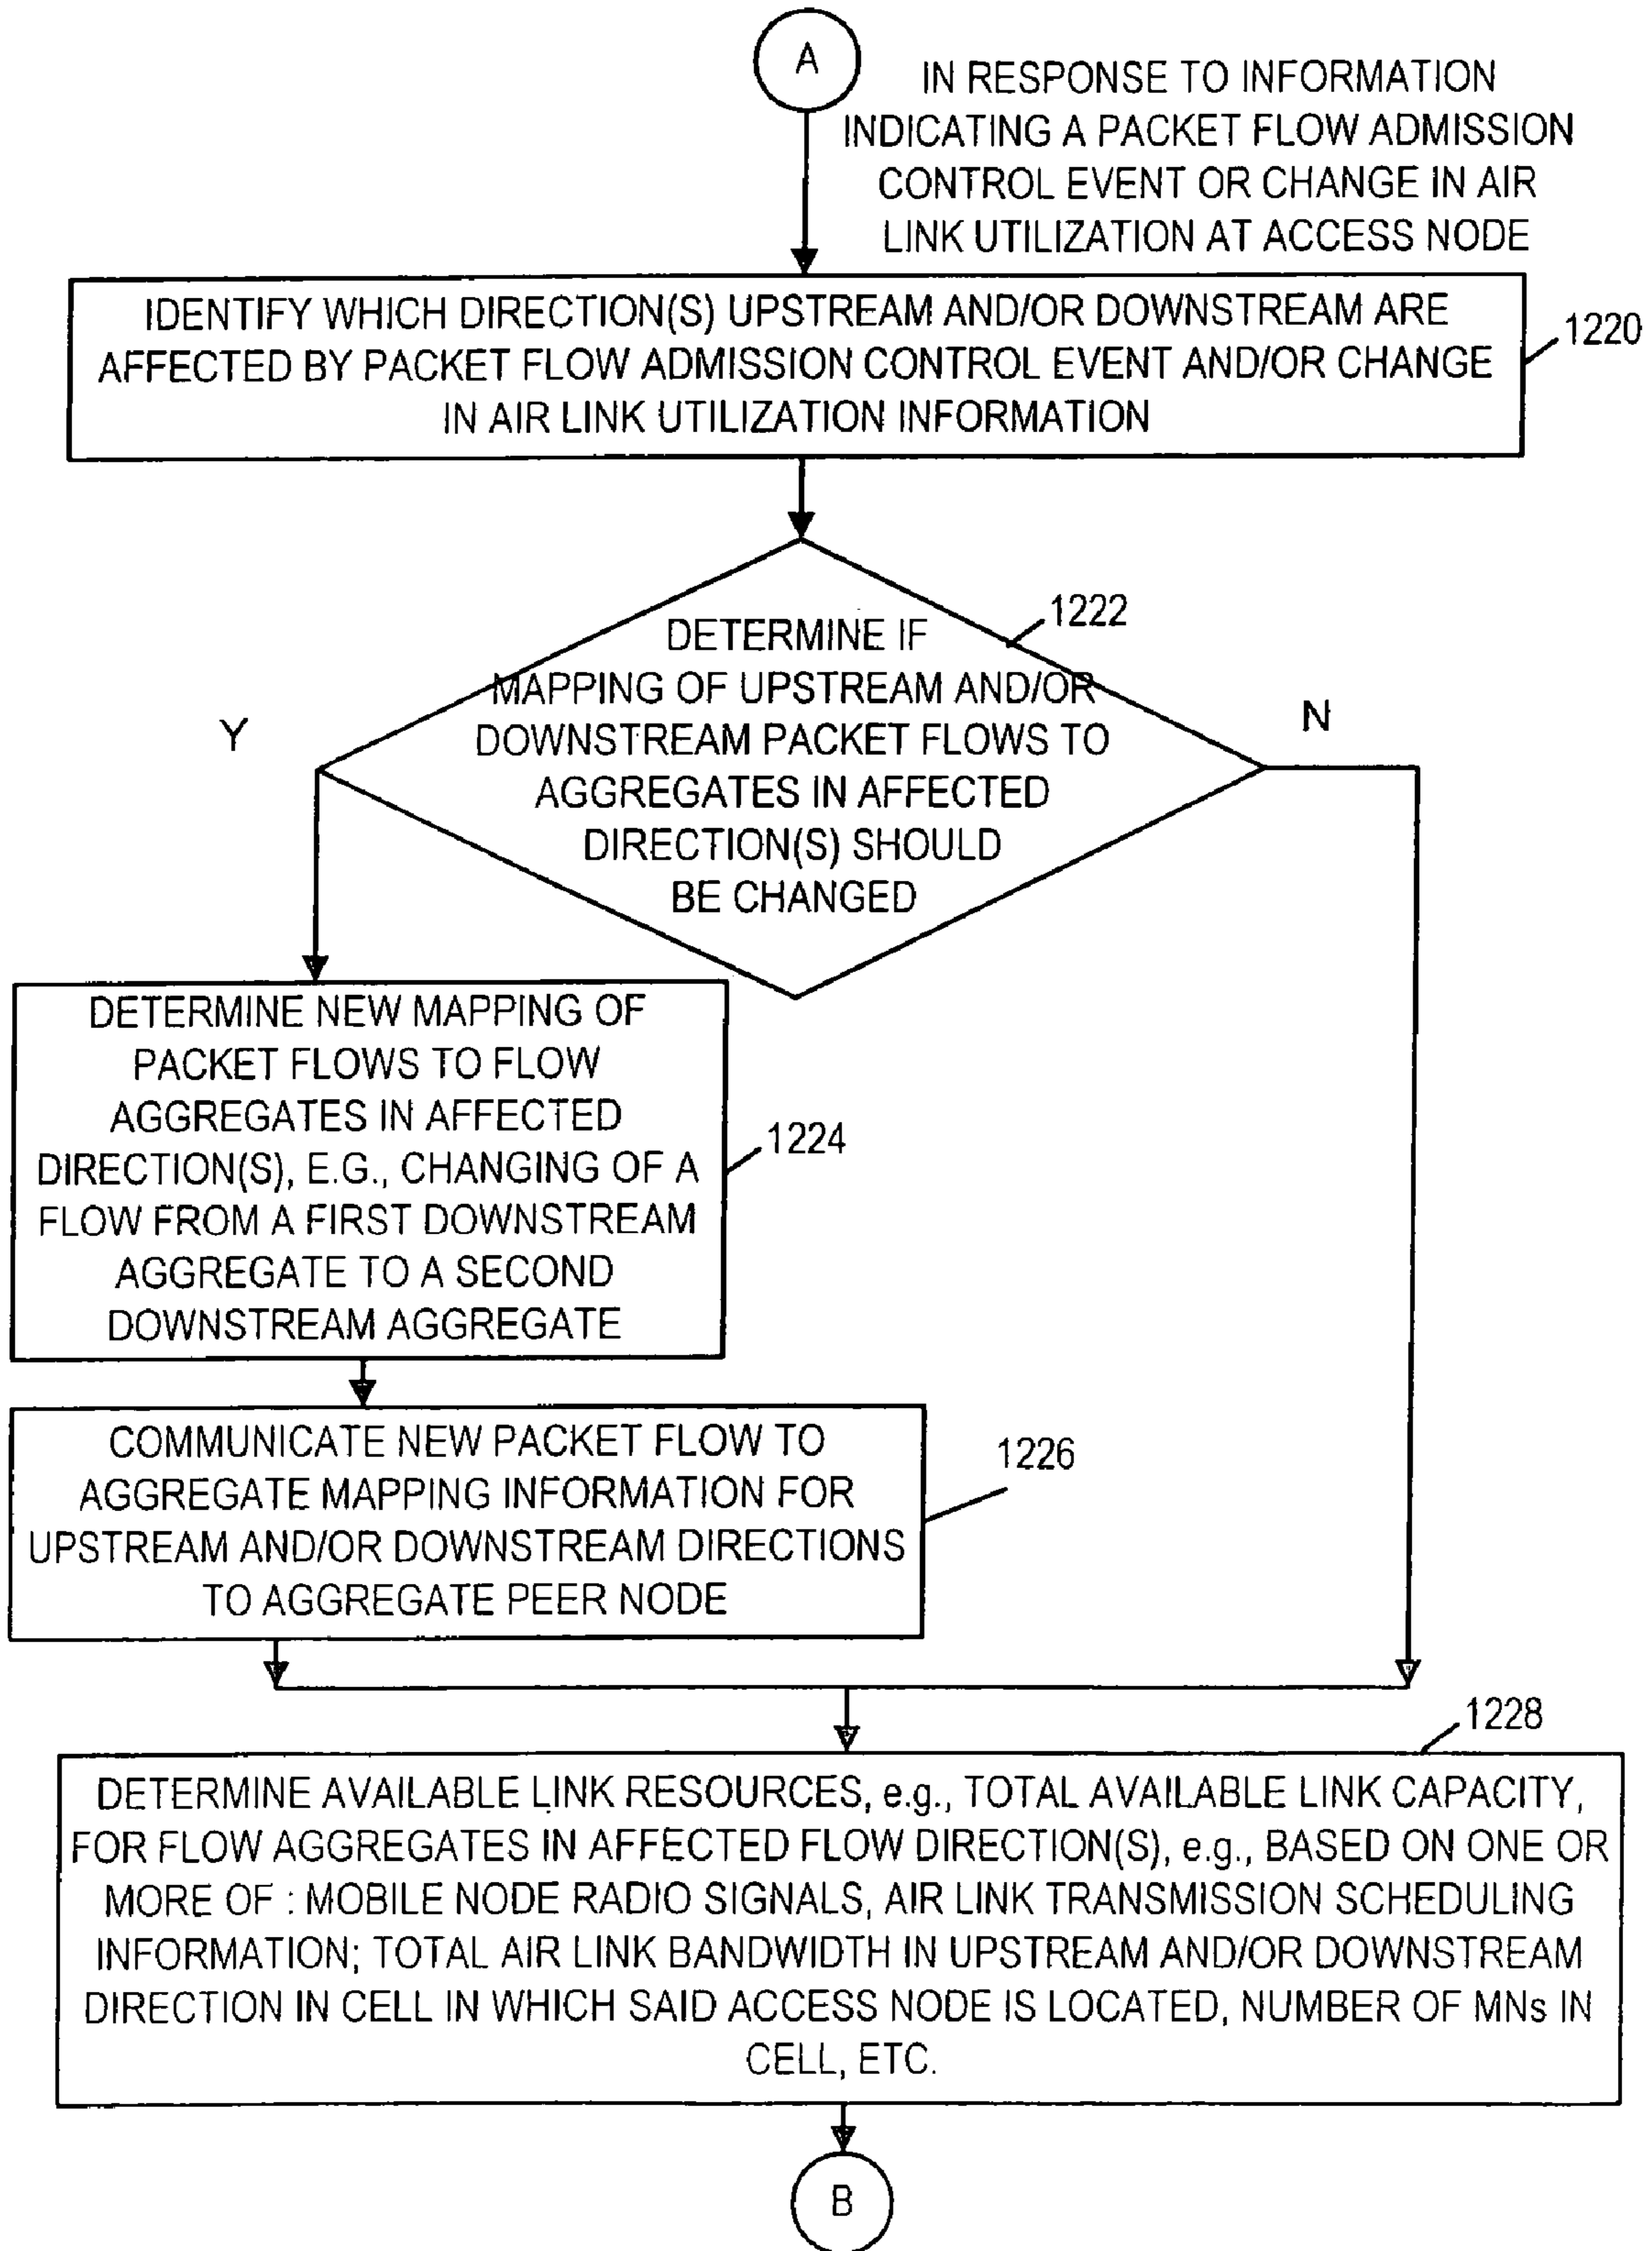 A
IN RESPONSE TO INFORMATION
INDICATING A PACKET FLOW ADMISSION
CONTROL EVENT OR CHANGE IN AIR
LINK UTILIZATION AT ACCESS NODE
IDENTIFY WHICH DIRECTION(S) UPSTREAM AND/OR DOWNSTREAM ARE
AFFECTED BY PACKET FLOW ADMISSION CONTROL EVENT AND/OR CHANGE
IN AIR LINK UTILIZATION INFORMATION
1220
DETERMINE IF
MAPPING OF UPSTREAM AND/OR
DOWNSTREAM PACKET FLOWS TO
AGGREGATES IN AFFECTED
DIRECTION(S) SHOULD
BE CHANGED
1222
Y
N
DETERMINE NEW MAPPING OF
PACKET FLOWS TO FLOW
AGGREGATES IN AFFECTED
DIRECTION(S), E.G., CHANGING OF A
FLOW FROM A FIRST DOWNSTREAM
AGGREGATE TO A SECOND
DOWNSTREAM AGGREGATE
1224
COMMUNICATE NEW PACKET FLOW TO
AGGREGATE MAPPING INFORMATION FOR
UPSTREAM AND/OR DOWNSTREAM DIRECTIONS
TO AGGREGATE PEER NODE
1226
1228
DETERMINE AVAILABLE LINK RESOURCES, e.g., TOTAL AVAILABLE LINK CAPACITY,
FOR FLOW AGGREGATES IN AFFECTED FLOW DIRECTION(S), e.g., BASED ON ONE OR
MORE OF : MOBILE NODE RADIO SIGNALS, AIR LINK TRANSMISSION SCHEDULING
INFORMATION; TOTAL AIR LINK BANDWIDTH IN UPSTREAM AND/OR DOWNSTREAM
DIRECTION IN CELL IN WHICH SAID ACCESS NODE IS LOCATED, NUMBER OF MNs IN
CELL, ETC.
B